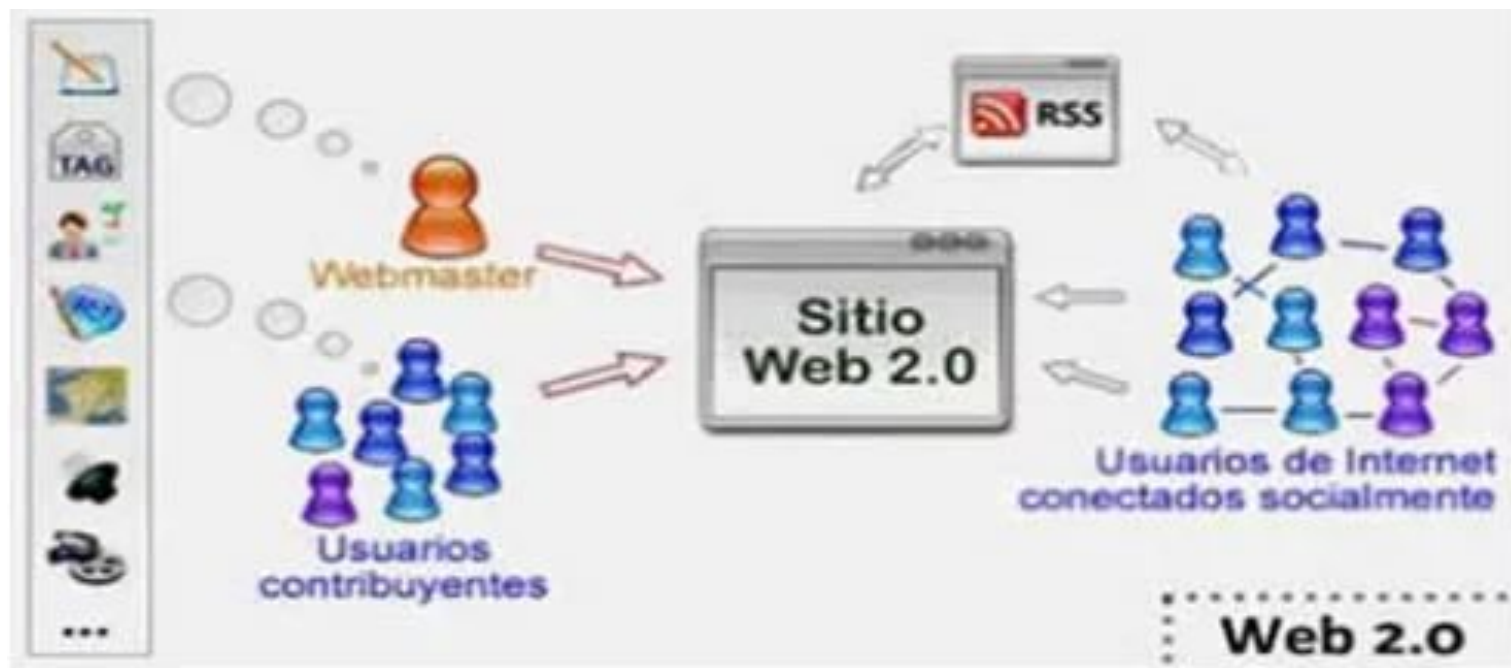 TAG
Webmaster
Usuarios
contribuyentes
RSS
Sitio
Web 2.0
Usuarios de Internet
conectados socialmente
...
Web 2.0